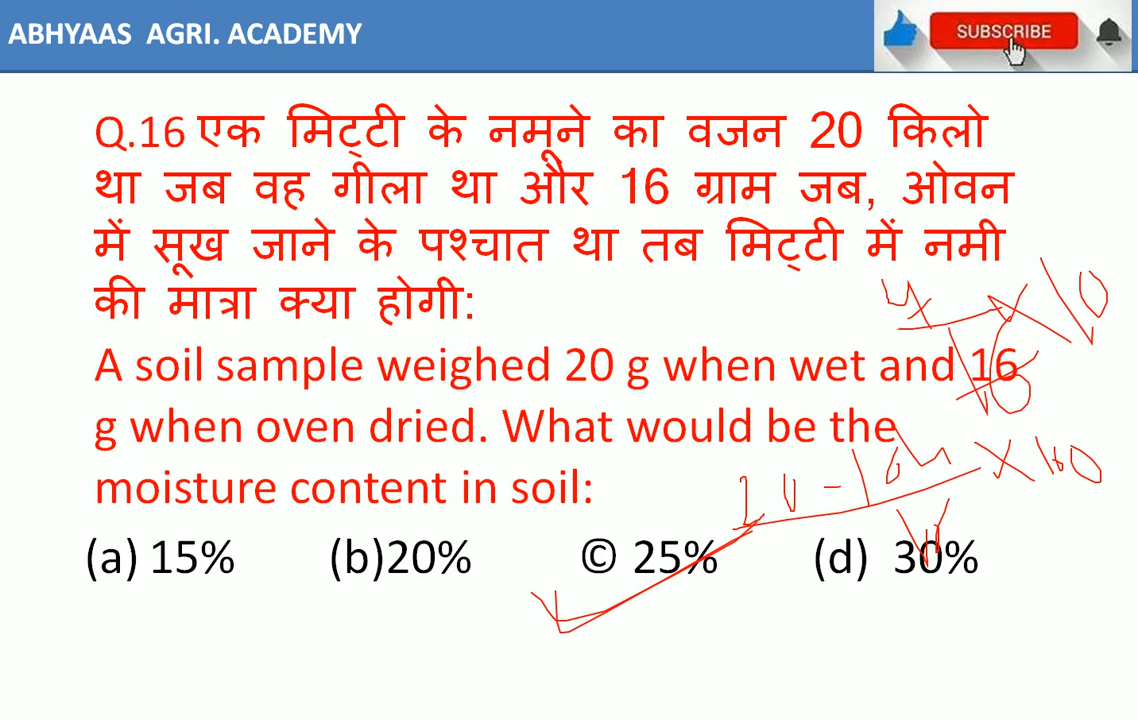 ABHYAAS AGRI. ACADEMY
SUBSCRIBE
Q.16 एक मिट्टी के नमूने का वजन 20 किलो
था जब वह गीला था और 16 ग्राम जब, ओवन
में सूख जाने के पश्चात था तब मिट्टी में नमी
की मात्रा क्या होगी:
A soil sample weighed 20 g when wet and 16
g when oven dried. What would be the
moisture content in soil:
(a) 15% (b)20% © 25% (d) 30%